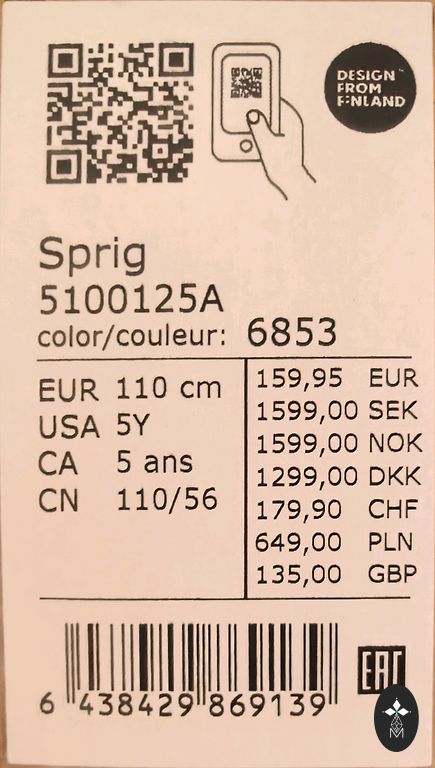 DESIGN
FROM
FINLAND
Sprig
5100125A
color/couleur: 6853
EUR 110 cm
USA 5Y
CA 5 ans
CN 110/56
159,95 EUR
1599,00 SEK
1599,00 NOK
1299,00 DKK
179,90 CHF
649,00 PLN
135,00 GBP
6 438429 869139
EAC
M